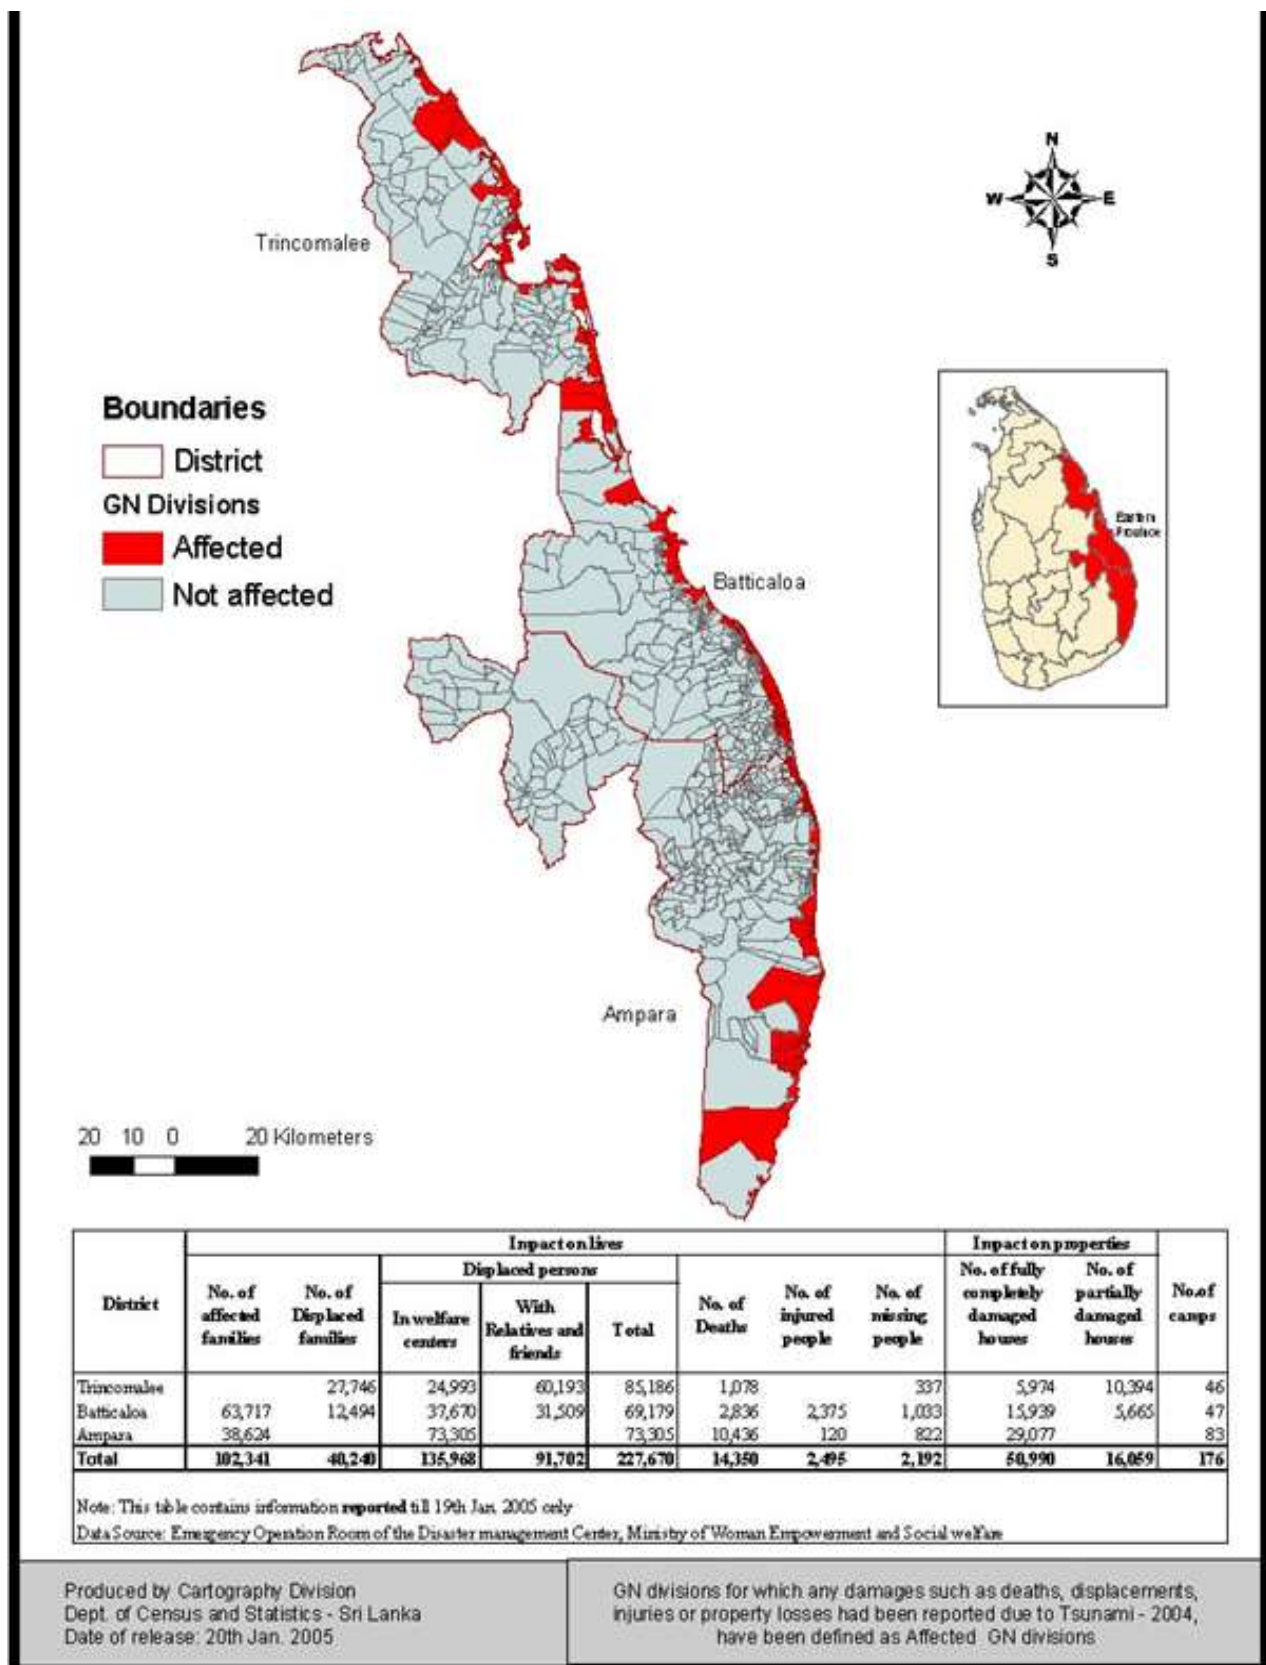 N
W E
S
Trincomalee
Boundaries
District
GN Divisions
Affected
Not affected
Eastern
Province
Batticaloa
Ampara
20 10 0 20 Kilometers
District
Impact on lives
Impact on properties
No. of camps
No. of affected families
No. of Displaced families
Displaced persons
In welfare centers
With Relatives and friends
Total
No. of Deaths
No. of injured people
No. of missing people
No. of fully completely damaged houses
No. of partially damaged houses
Trincomalee 27,746 24,993 60,193 85,186 1,078 337 5,974 10,394 46
Batticaloa 63,717 12,494 37,670 31,509 69,179 2,836 2,375 1,033 15,939 5,665 47
Ampara 38,624 73,305 73,305 10,436 120 822 29,077 83
Total 102,341 40,240 135,968 91,702 227,670 14,350 2,495 2,192 50,990 16,059 176
Note: This table contains information reported till 19th Jan. 2005 only
Data Source: Emergency Operation Room of the Disaster management Center, Ministry of Woman Empowerment and Social welfare
Produced by Cartography Division
Dept. of Census and Statistics - Sri Lanka
Date of release: 20th Jan. 2005
GN divisions for which any damages such as deaths, displacements,
injuries or property losses had been reported due to Tsunami - 2004,
have been defined as Affected GN divisions